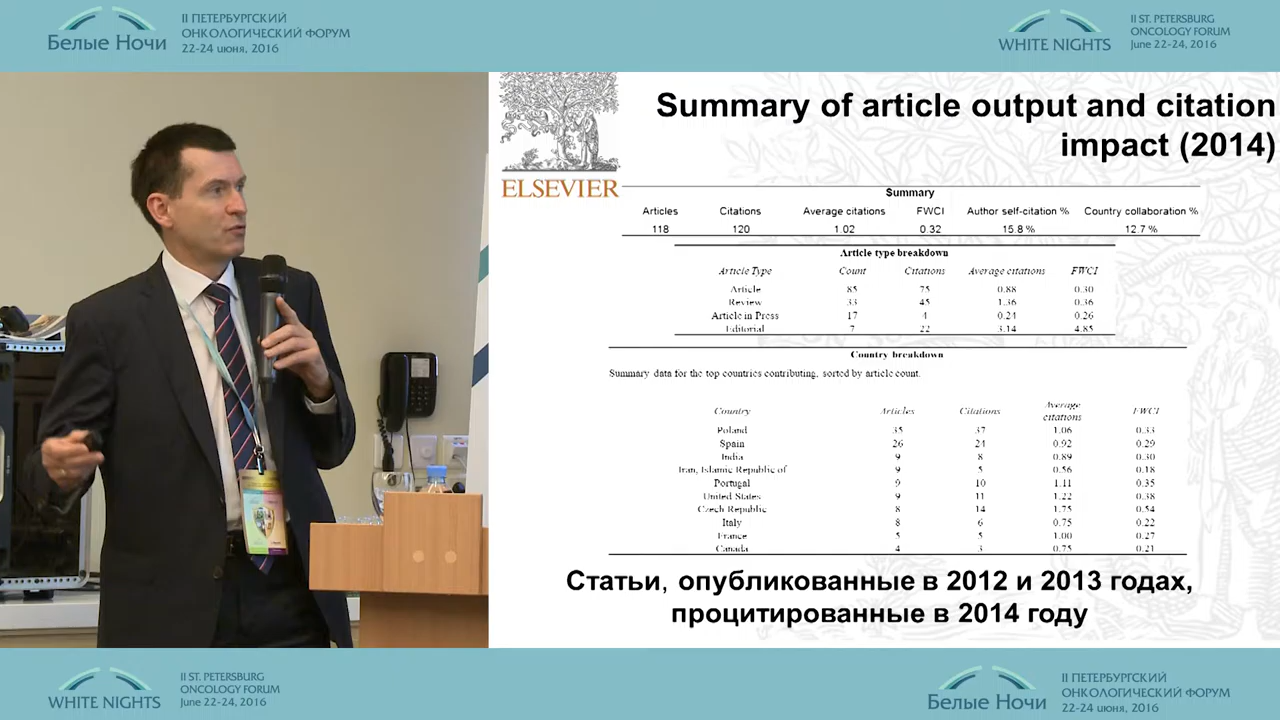 II ПЕТЕРБУРГСКИЙ
ОНКОЛОГИЧЕСКИЙ ФОРУМ
Белые Ночи
22-24 июня, 2016
II ST. PETERSBURG
ONCOLOGY FORUM
WHITE NIGHTS
June 22-24, 2016
ELSEVIER
Summary of article output and citation
impact (2014)
Summary
Articles Citations Average citations FWCI Author self-citation % Country collaboration %
118 120 1.02 0.32 15.8 % 12.7 %
Article type breakdown
Article Type Count Citations Average citations FWCI
Article 85 75 0.88 0.30
Review 33 45 1.36 0.36
Article in Press 17 4 0.24 0.26
Editorial 7 22 3.14 4.85
Country breakdown
Summary data for the top countries contributing, sorted by article count.
Country Articles Citations Average citations FWCI
Poland 35 37 1.06 0.33
Spain 26 24 0.92 0.29
India 9 8 0.89 0.30
Iran, Islamic Republic of 9 5 0.56 0.18
Portugal 9 10 1.11 0.35
United States 9 11 1.22 0.38
Czech Republic 8 14 1.75 0.54
Italy 8 6 0.75 0.22
France 5 5 1.00 0.27
Canada 4 3 0.75 0.21
Статьи, опубликованные в 2012 и 2013 годах,
процитированные в 2014 году
II ST. PETERSBURG
ONCOLOGY FORUM
WHITE NIGHTS
June 22-24, 2016
II ПЕТЕРБУРГСКИЙ
ОНКОЛОГИЧЕСКИЙ ФОРУМ
Белые Ночи
22-24 июня, 2016